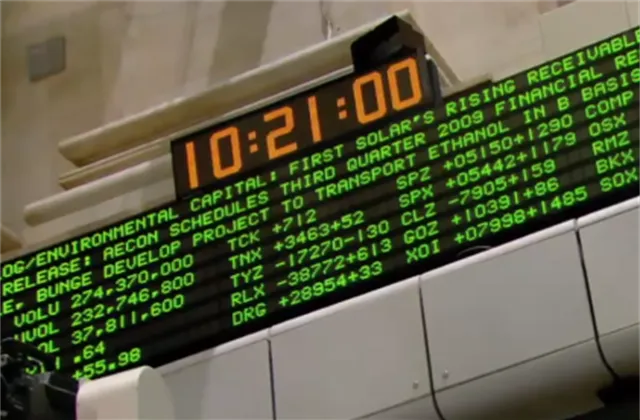 10:21:00
OG/ENVIRONMENTAL CAPITAL: FIRST SOLAR'S RISING RECEIVABLE
RELEASE: AECON SCHEDULES THIRD QUARTER 2009 FINANCIAL RE
E, BUNGE DEVELOP PROJECT TO TRANSPORT ETHANOL IN B BASIS
VOLU 274,370,000 TCK +712 SPZ +05150+1290 COMP
UVOL 232,746,800 TNX +3463+52 SPX +05442+1179 OSX
OL 37,811,600 TYZ -17270-130 CLZ -7905+159 RMZ
.64 RLX -38772+613 GOZ +10391+86 BKX
+55.98 DRG +28954+33 XOI +07998+1485 SOX